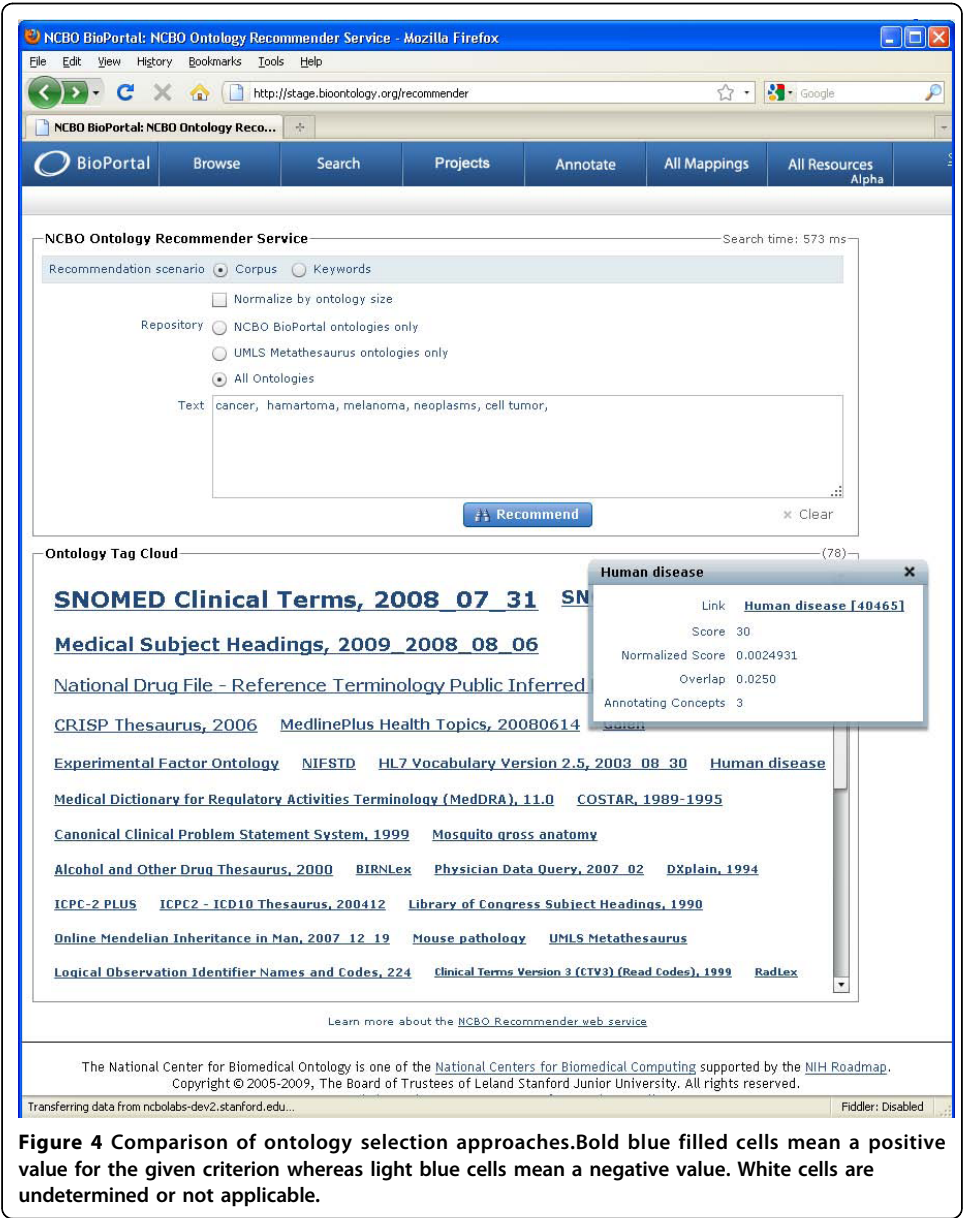 NCBO BioPortal: NCBO Ontology Recommender Service - Mozilla Firefox
File Edit View History Bookmarks Tools Help
http://stage.bioontology.org/recommender Google
NCBO BioPortal: NCBO Ontology Reco...
BioPortal Browse Search Projects Annotate All Mappings All Resources
Alpha
NCBO Ontology Recommender Service Search time: 573 ms
Recommendation scenario Corpus Keywords
Normalize by ontology size
Repository NCBO BioPortal ontologies only
UMLS Metathesaurus ontologies only
All Ontologies
Text cancer, hamartoma, melanoma, neoplasms, cell tumor,
Recommend × Clear
Ontology Tag Cloud (78)
Human disease x
Link Human disease [40465]
Score 30
Normalized Score 0.0024931
Overlap 0.0250
Annotating Concepts 3
SNOMED Clinical Terms, 2008_07_31 SN
Medical Subject Headings, 2009_2008_08_06
National Drug File - Reference Terminology Public Inferred
CRISP Thesaurus, 2006 MedlinePlus Health Topics, 20080614
Experimental Factor Ontology NIFSTD HL7 Vocabulary Version 2.5, 2003_08_30 Human disease
Medical Dictionary for Regulatory Activities Terminology (MedDRA), 11.0 COSTAR, 1989-1995
Canonical Clinical Problem Statement System, 1999 Mosquito gross anatomy
Alcohol and Other Drug Thesaurus, 2000 BIRNLex Physician Data Query, 2007_02 DXplain, 1994
ICPC-2 PLUS ICPC2 - ICD10 Thesaurus, 200412 Library of Congress Subject Headings, 1990
Online Mendelian Inheritance in Man, 2007_12_19 Mouse pathology UMLS Metathesaurus
Logical Observation Identifier Names and Codes, 224 Clinical Terms Version 3 (CTV3) (Read Codes), 1999 RadLex
Learn more about the NCBO Recommender web service
The National Center for Biomedical Ontology is one of the National Centers for Biomedical Computing supported by the NIH Roadmap.
Copyright © 2005-2009, The Board of Trustees of Leland Stanford Junior University. All rights reserved.
Transferring data from ncbolabs-dev2.stanford.edu... Fiddler: Disabled
Figure 4 Comparison of ontology selection approaches.Bold blue filled cells mean a positive
value for the given criterion whereas light blue cells mean a negative value. White cells are
undetermined or not applicable.